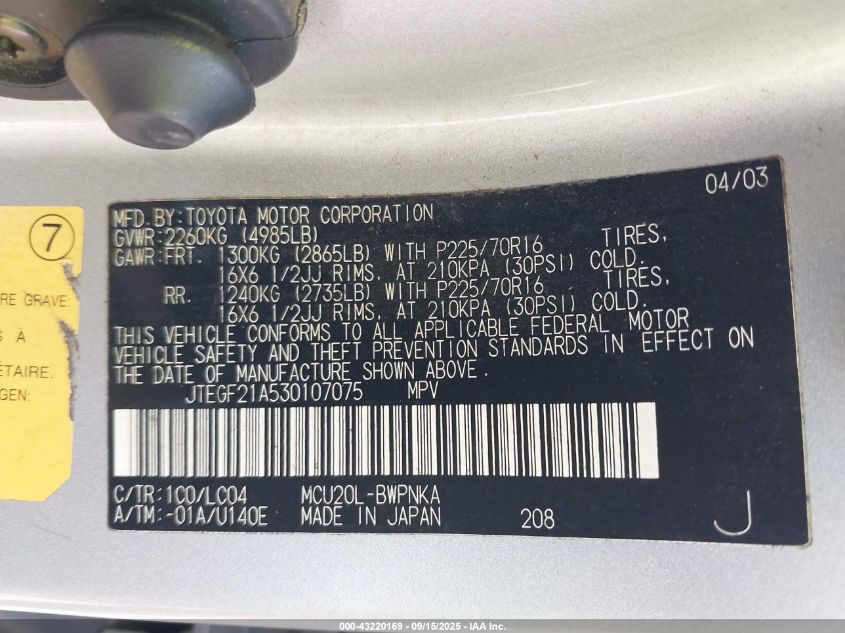 04/03
MFD.BY:TOYOTA MOTOR CORPORATION
GVWR:2260KG (4985LB)
GAWR:FRT. 1300KG (2865LB) WITH P225/70R16 TIRES,
16X6 1/2JJ RIMS. AT 210KPA (30PSI) COLD.
RR. 1240KG (2735LB) WITH P225/70R16 TIRES,
16X6 1/2JJ RIMS. AT 210KPA (30PSI) COLD.
THIS VEHICLE CONFORMS TO ALL APPLICABLE FEDERAL MOTOR
VEHICLE SAFETY AND THEFT PREVENTION STANDARDS IN EFFECT ON
THE DATE OF MANUFACTURE SHOWN ABOVE.
JTEGF21A530107075 MPV
C/TR:1C0/LC04 MCU20L-BWPNKA
A/TM:-01A/U140E MADE IN JAPAN 208 J
7
RE GRAVE
S À
ÉTAIRE.
GEN:
000-43220169 - 09/15/2025 - IAA Inc.